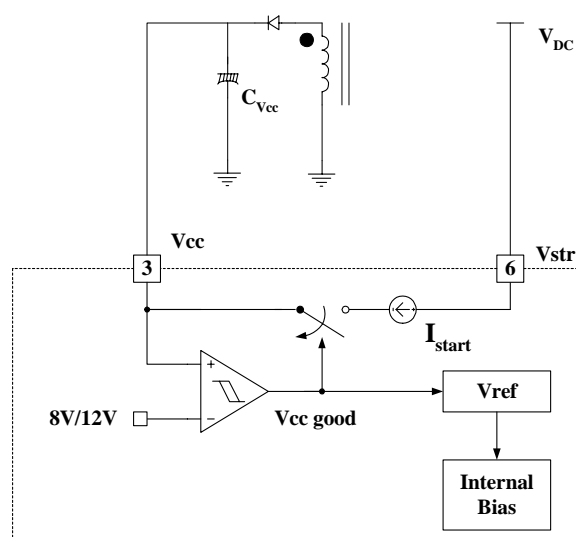 V_DC
C_Vcc
Vcc
Vstr
3
6
I_start
+
8V/12V
−
Vcc good
Vref
Internal
Bias